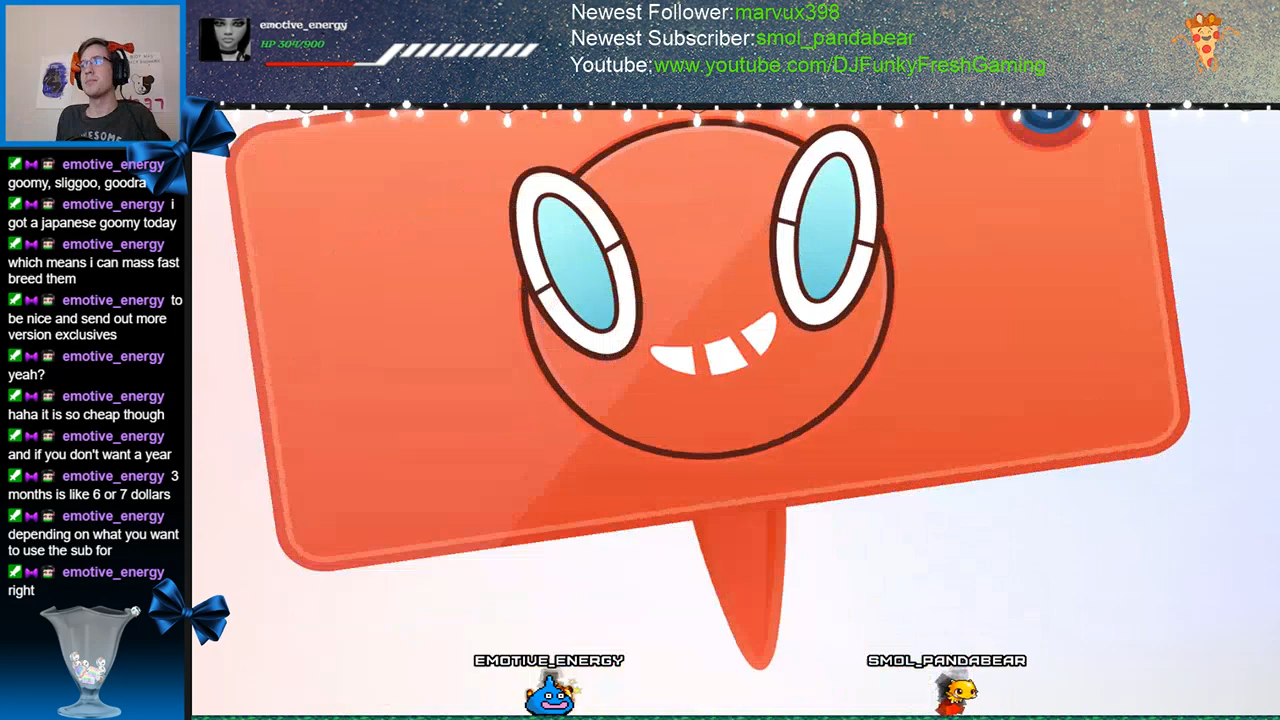 emotive_energy
HP 304/900
Newest Follower:marvux398
Newest Subscriber:smol_pandabear
Youtube;www.youtube.com/DJFunkyFreshGaming
emotive_energy
goomy, sliggoo, goodra
emotive_energy i
got a japanese goomy today
emotive_energy
which means i can mass fast
breed them
emotive_energy to
be nice and send out more
version exclusives
emotive_energy
yeah?
emotive_energy
haha it is so cheap though
emotive_energy
and if you don't want a year
emotive_energy 3
months is like 6 or 7 dollars
emotive_energy
depending on what you want
to use the sub for
emotive_energy
right
EMOTIVE_ENERGY
SMOL_PANDABEAR